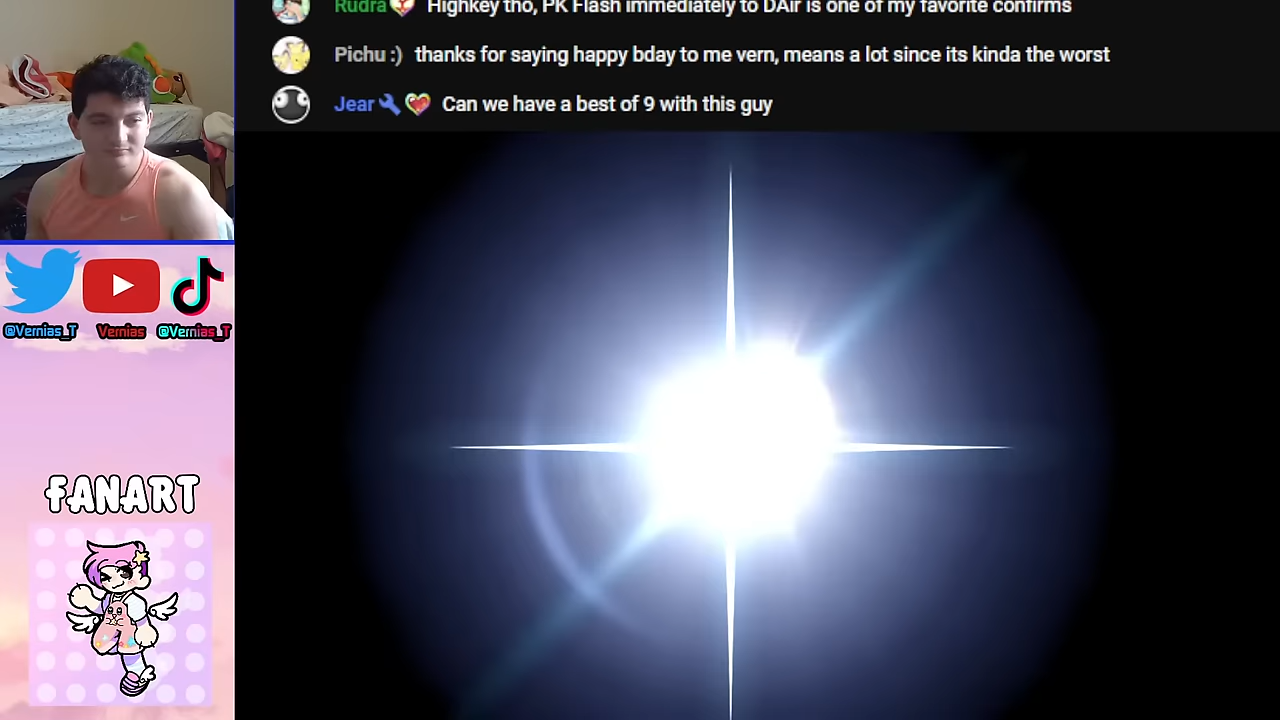 Rudra Highkey tho, PK Flash immediately to DAir is one of my favorite confirms
Pichu :) thanks for saying happy bday to me vern, means a lot since its kinda the worst
Jear Can we have a best of 9 with this guy
@Vernias_T Vernias @Vernias_T
FANART